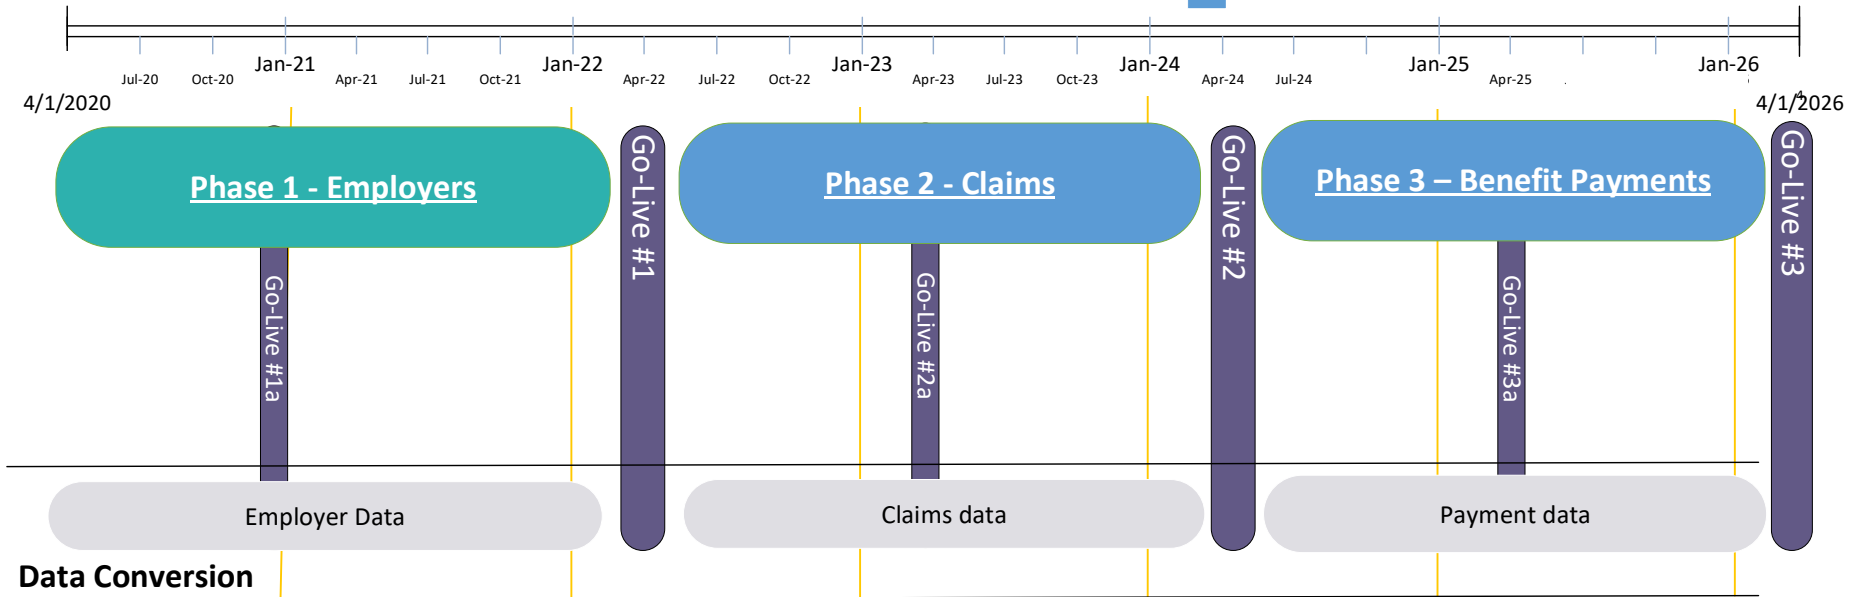 Jan-21
Jan-22
Jan-23
Jan-24
Jan-25
Jan-26
Jul-20
Oct-20
Apr-21
Jul-21
Oct-21
Apr-22
Jul-22
Oct-22
Apr-23
Jul-23
Oct-23
Apr-24
Jul-24
Apr-25
4/1/2020
4/1/2026
Phase 1 - Employers
Go-Live #1
Phase 2 - Claims
Go-Live #2
Phase 3 – Benefit Payments
Go-Live #3
Go-Live #1a
Go-Live #2a
Go-Live #3a
Employer Data
Claims data
Payment data
Data Conversion